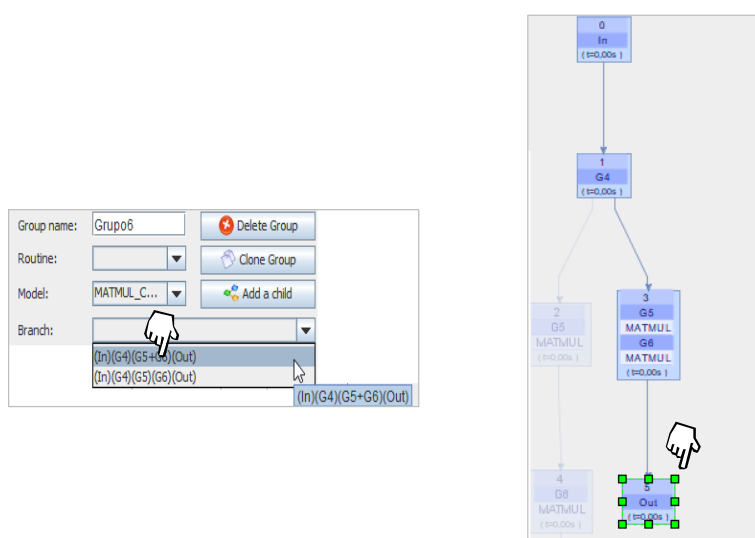 Group name:
Grupo6
Delete Group
Routine:
Clone Group
Model:
MATMUL_C...
Add a child
Branch:
(In)(G4)(G5+G6)(Out)
(In)(G4)(G5)(G6)(Out)
(In)(G4)(G5+G6)(Out)
0
In
( t=0,00s )
1
G4
( t=0,00s )
2
G5
MATMUL
( t=0,00s )
3
G5
MATMUL
G6
MATMUL
( t=0,00s )
4
G6
MATMUL
( t=0,00s )
5
Out
( t=0,00s )